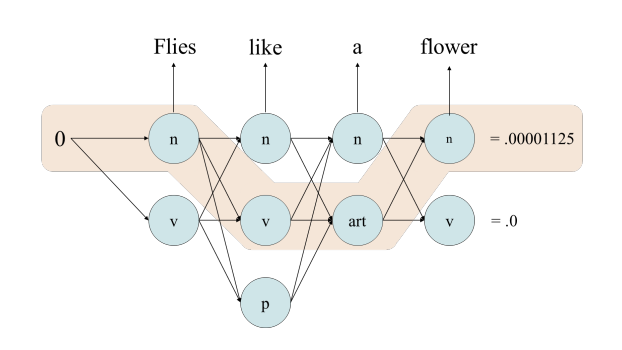 Flies like a flower
0 n n n n = .00001125
v v art v = .0
p